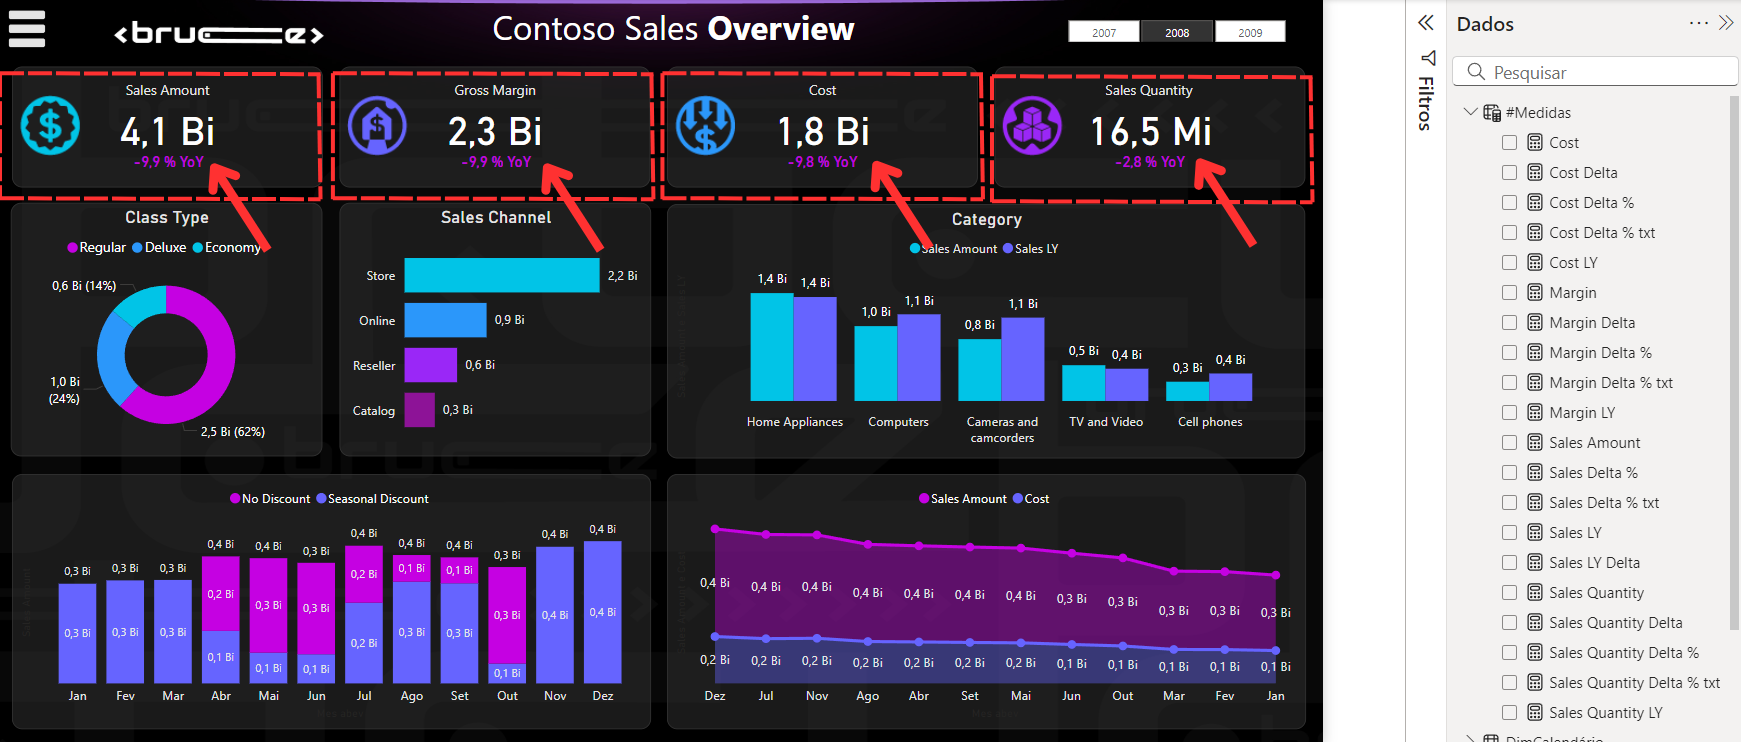 <bruce>
Contoso Sales Overview
2007
2008
2009
Sales Amount
4,1 Bi
-9,9 % YoY
Gross Margin
2,3 Bi
-9,9 % YoY
Cost
1,8 Bi
-9,8 % YoY
Sales Quantity
16,5 Mi
-2,8 % YoY
Class Type
Regular Deluxe Economy
0,6 Bi (14%)
1,0 Bi
(24%)
2,5 Bi (62%)
Sales Channel
Store
2,2 Bi
Online
0,9 Bi
Reseller
0,6 Bi
Catalog
0,3 Bi
Category
Sales Amount Sales LY
1,4 Bi 1,4 Bi
1,0 Bi 1,1 Bi
0,8 Bi 1,1 Bi
0,5 Bi 0,4 Bi
0,3 Bi 0,4 Bi
Home Appliances
Computers
Cameras and
camcorders
TV and Video
Cell phones
No Discount Seasonal Discount
0,3 Bi 0,3 Bi 0,3 Bi 0,4 Bi 0,4 Bi 0,3 Bi 0,4 Bi 0,4 Bi 0,4 Bi 0,3 Bi 0,4 Bi 0,4 Bi
0,2 Bi 0,3 Bi 0,3 Bi 0,2 Bi 0,1 Bi 0,1 Bi 0,3 Bi
0,3 Bi 0,3 Bi 0,3 Bi 0,1 Bi 0,1 Bi 0,1 Bi 0,2 Bi 0,3 Bi 0,3 Bi 0,1 Bi 0,4 Bi 0,4 Bi
Jan Fev Mar Abr Mai Jun Jul Ago Set Out Nov Dez
Sales Amount Cost
0,4 Bi 0,4 Bi 0,4 Bi 0,4 Bi 0,4 Bi 0,4 Bi 0,4 Bi 0,3 Bi 0,3 Bi 0,3 Bi 0,3 Bi 0,3 Bi
0,2 Bi 0,2 Bi 0,2 Bi 0,2 Bi 0,2 Bi 0,2 Bi 0,2 Bi 0,1 Bi 0,1 Bi 0,1 Bi 0,1 Bi 0,1 Bi
Dez Jul Nov Ago Abr Set Mai Jun Out Mar Fev Jan
Filtros
Dados
Pesquisar
#Medidas
Cost
Cost Delta
Cost Delta %
Cost Delta % txt
Cost LY
Margin
Margin Delta
Margin Delta %
Margin Delta % txt
Margin LY
Sales Amount
Sales Delta %
Sales Delta % txt
Sales LY
Sales LY Delta
Sales Quantity
Sales Quantity Delta
Sales Quantity Delta %
Sales Quantity Delta % txt
Sales Quantity LY
DimCalendário